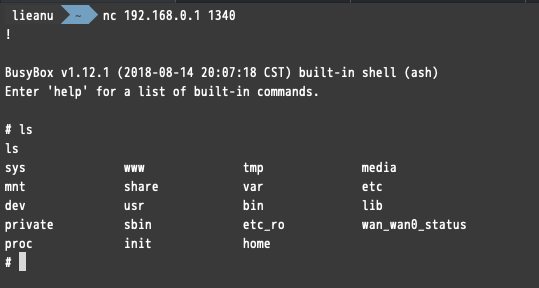 lieanu ~ nc 192.168.0.1 1340
!
BusyBox v1.12.1 (2018-08-14 20:07:18 CST) built-in shell (ash)
Enter 'help' for a list of built-in commands.
# ls
ls
sys www tmp media
mnt share var etc
dev usr bin lib
private sbin etc_ro wan_wan0_status
proc init home
#